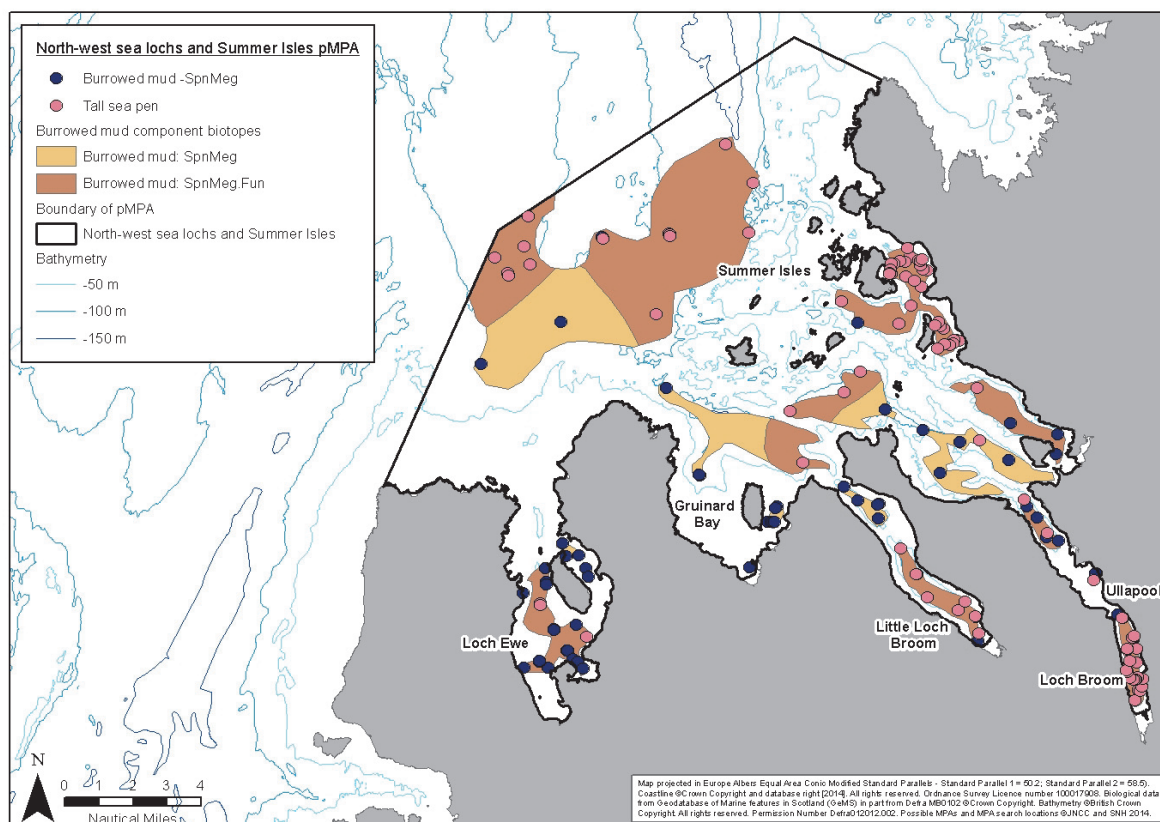 North-west sea lochs and Summer Isles pMPA
Burrowed mud -SpnMeg
Tall sea pen
Burrowed mud component biotopes
Burrowed mud: SpnMeg
Burrowed mud: SpnMeg.Fun
Boundary of pMPA
North-west sea lochs and Summer Isles
Bathymetry
-50 m
-100 m
-150 m
Summer Isles
Gruinard
Bay
Ullapool
Little Loch
Broom
Loch Ewe
Loch Broom
N
0 1 2 3 4
Nautical Miles
Map projected in Europe Albers Equal Area Conic Modified Standard Parallels - Standard Parallel 1 = 50.2; Standard Parallel 2 = 58.5).
Coastline ©Crown Copyright and database right [2014]. All rights reserved. Ordnance Survey Licence number 100017908. Biological data
from Geodatabase of Marine features in Scotland (GeMS) in part from Defra MB0102 ©Crown Copyright. Bathymetry ©British Crown
Copyright. All rights reserved. Permission Number Defra012012.002. Possible MPAs and MPA search locations ©JNCC and SNH 2014.